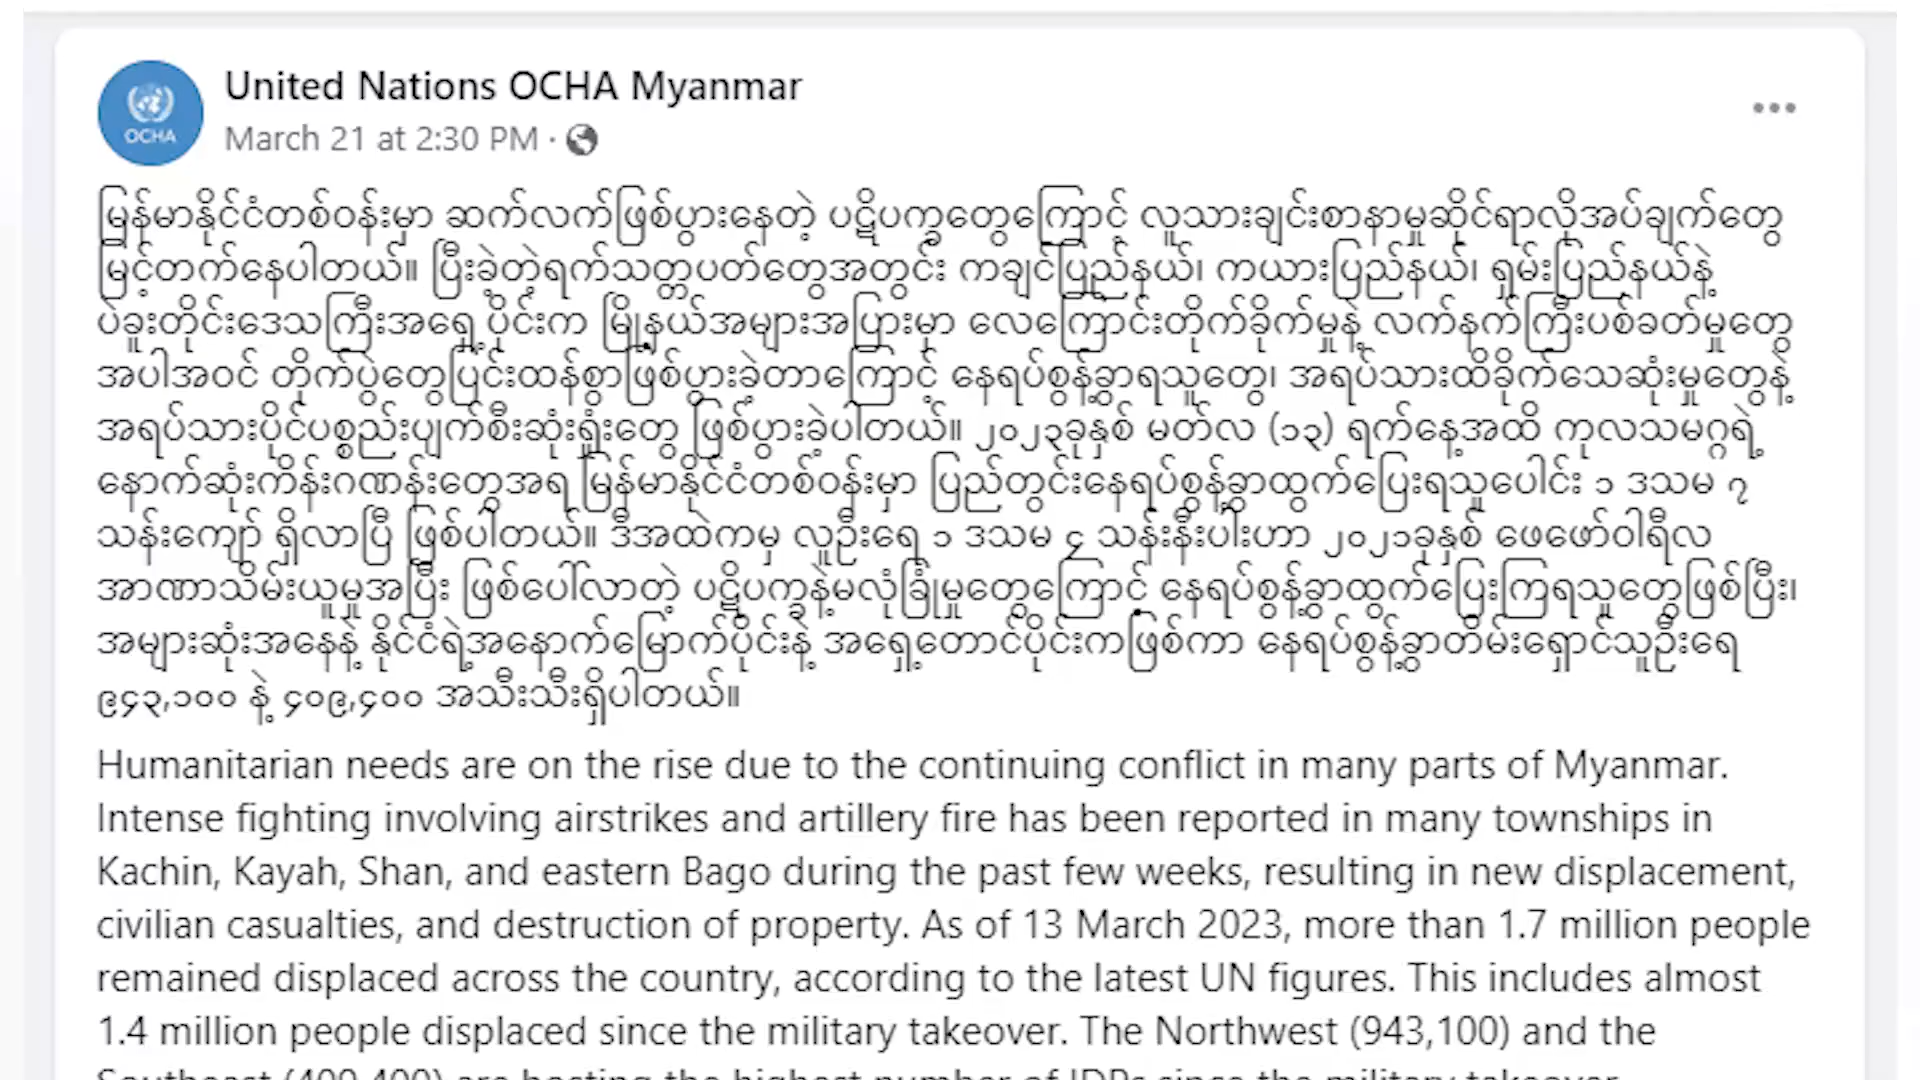 United Nations OCHA Myanmar
March 21 at 2:30 PM ·
OCHA
မြန်မာနိုင်ငံတစ်ဝန်းမှာ ဆက်လက်ဖြစ်ပွားနေတဲ့ ပဋိပက္ခတွေကြောင့် လူသားချင်းစာနာမှုဆိုင်ရာလိုအပ်ချက်တွေ
မြင့်တက်နေပါတယ်။ ပြီးခဲ့တဲ့ရက်သတ္တပတ်တွေအတွင်း ကချင်ပြည်နယ်၊ ကယားပြည်နယ်၊ ရှမ်းပြည်နယ်နဲ့
ပဲခူးတိုင်းဒေသကြီးအရှေ့ပိုင်းက မြို့နယ်အများအပြားမှာ လေကြောင်းတိုက်ခိုက်မှုနဲ့ လက်နက်ကြီးပစ်ခတ်မှုတွေ
အပါအဝင် တိုက်ပွဲတွေပြင်းထန်စွာဖြစ်ပွားခဲ့တာကြောင့် နေရပ်စွန့်ခွာရသူတွေ၊ အရပ်သားထိခိုက်သေဆုံးမှုတွေနဲ့
အရပ်သားပိုင်ပစ္စည်းပျက်စီးဆုံးရှုံးတွေ ဖြစ်ပွားခဲ့ပါတယ်။ ၂၀၂၃ခုနှစ် မတ်လ (၁၃) ရက်နေ့အထိ ကုလသမဂ္ဂရဲ့
နောက်ဆုံးကိန်းဂဏန်းတွေအရ မြန်မာနိုင်ငံတစ်ဝန်းမှာ ပြည်တွင်းနေရပ်စွန့်ခွာထွက်ပြေးရသူပေါင်း ၁ ဒသမ ၇
သန်းကျော် ရှိလာပြီ ဖြစ်ပါတယ်။ ဒီအထဲကမှ လူဦးရေ ၁ ဒသမ ၄ သန်းနီးပါးဟာ ၂၀၂၁ခုနှစ် ဖေဖော်ဝါရီလ
အာဏာသိမ်းယူမှုအပြီး ဖြစ်ပေါ်လာတဲ့ ပဋိပက္ခနဲ့မလုံခြုံမှုတွေကြောင့် နေရပ်စွန့်ခွာထွက်ပြေးကြရသူတွေဖြစ်ပြီး၊
အများဆုံးအနေနဲ့ နိုင်ငံရဲ့အနောက်မြောက်ပိုင်းနဲ့ အရှေ့တောင်ပိုင်းကဖြစ်ကာ နေရပ်စွန့်ခွာတိမ်းရှောင်သူဦးရေ
၉၄၃,၁၀၀ နဲ့ ၄၀၉,၄၀၀ အသီးသီးရှိပါတယ်။
Humanitarian needs are on the rise due to the continuing conflict in many parts of Myanmar.
Intense fighting involving airstrikes and artillery fire has been reported in many townships in
Kachin, Kayah, Shan, and eastern Bago during the past few weeks, resulting in new displacement,
civilian casualties, and destruction of property. As of 13 March 2023, more than 1.7 million people
remained displaced across the country, according to the latest UN figures. This includes almost
1.4 million people displaced since the military takeover. The Northwest (943,100) and the
Southeast (409,400) are hosting the highest number of IDPs since the military takeover.